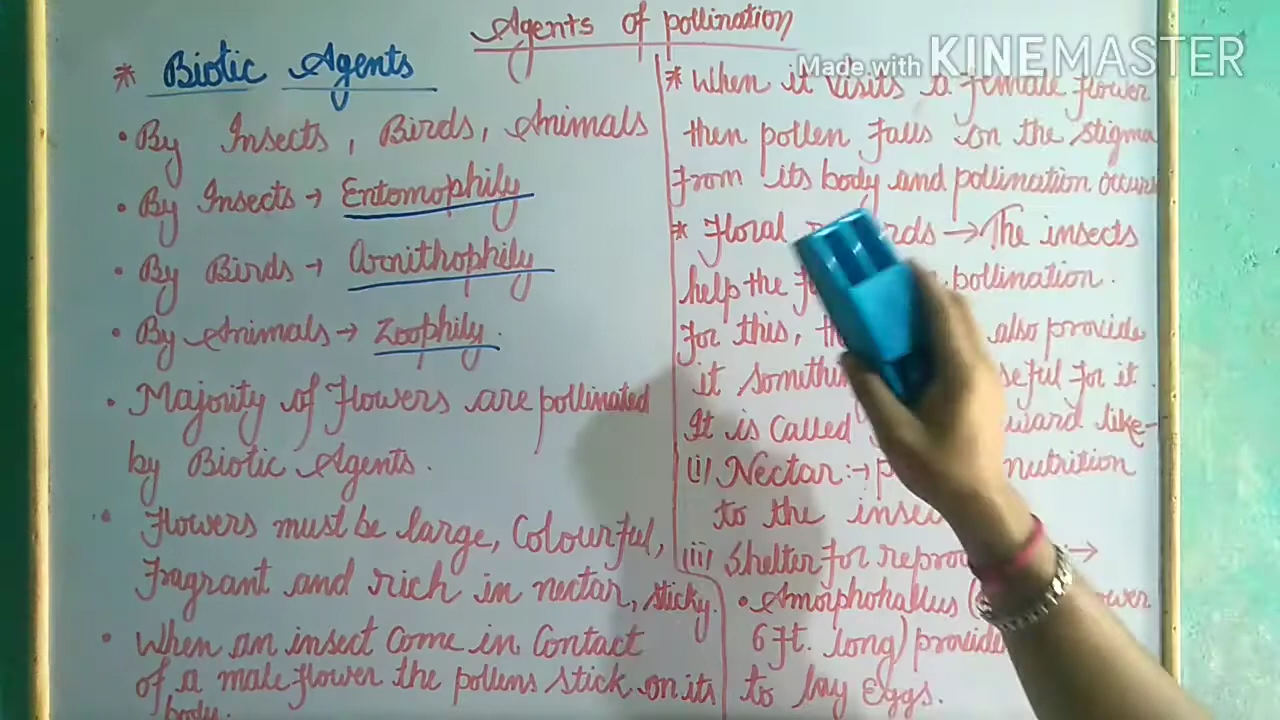 Agents of pollination
* Biotic Agents
• By Insects, Birds, Animals
• By Insects → Entomophily
• By Birds → Ornithophily
• By Animals → Zoophily.
• Majority of Flowers are pollinated
by Biotic Agents.
• Flowers must be large, Colourful,
Fragrant and rich in nectar, sticky.
• When an insect come in Contact
of a male flower the pollens stick on its
body.
Made with KINEMASTER
* When it visits a female flower
then pollen falls on the stigma
from its body and pollination occurs
* Floral → The insects
help the pollination.
For this, also provide
it for it.
It is called like-
(i) Nectar:→ nutrition
to the
(ii) Shelter for →
• Amorphohallus
6 ft. long)
to lay eggs.